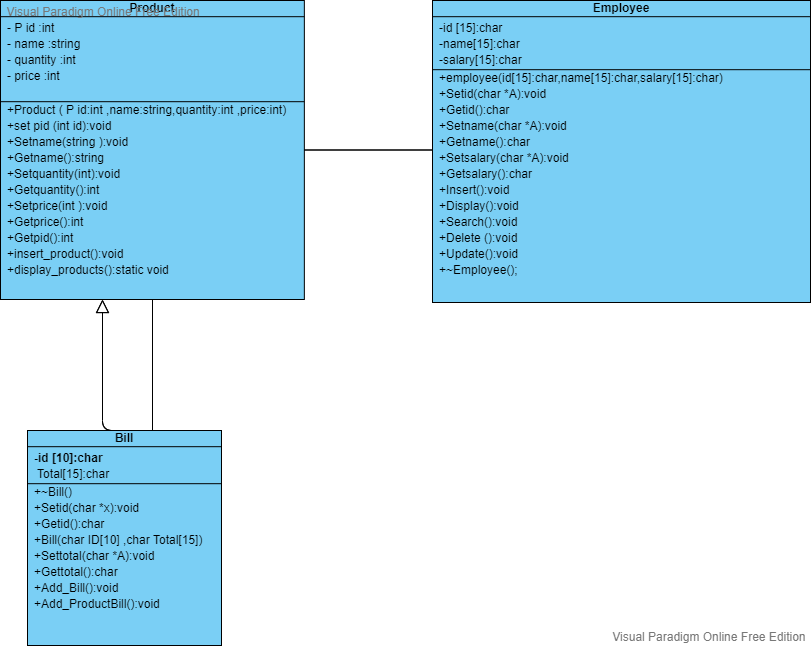 Visual Paradigm Online Free Edition
Product
- P id :int
- name :string
- quantity :int
- price :int
+Product ( P id:int ,name:string,quantity:int ,price:int)
+set pid (int id):void
+Setname(string ):void
+Getname():string
+Setquantity(int):void
+Getquantity():int
+Setprice(int ):void
+Getprice():int
+Getpid():int
+insert_product():void
+display_products():static void
Employee
-id [15]:char
-name[15]:char
-salary[15]:char
+employee(id[15]:char,name[15]:char,salary[15]:char)
+Setid(char *A):void
+Getid():char
+Setname(char *A):void
+Getname():char
+Setsalary(char *A):void
+Getsalary():char
+Insert():void
+Display():void
+Search():void
+Delete ():void
+Update():void
+~Employee();
Bill
-id [10]:char
Total[15]:char
+~Bill()
+Setid(char *x):void
+Getid():char
+Bill(char ID[10] ,char Total[15])
+Settotal(char *A):void
+Gettotal():char
+Add_Bill():void
+Add_ProductBill():void
Visual Paradigm Online Free Edition